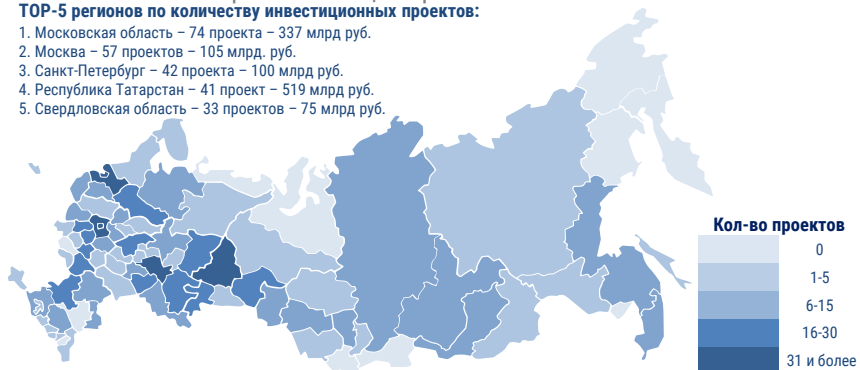 TOP-5 регионов по количеству инвестиционных проектов:
1. Московская область – 74 проекта – 337 млрд руб.
2. Москва – 57 проектов – 105 млрд. руб.
3. Санкт-Петербург – 42 проекта – 100 млрд руб.
4. Республика Татарстан – 41 проект – 519 млрд руб.
5. Свердловская область – 33 проектов – 75 млрд руб.
Кол-во проектов
0
1-5
6-15
16-30
31 и более